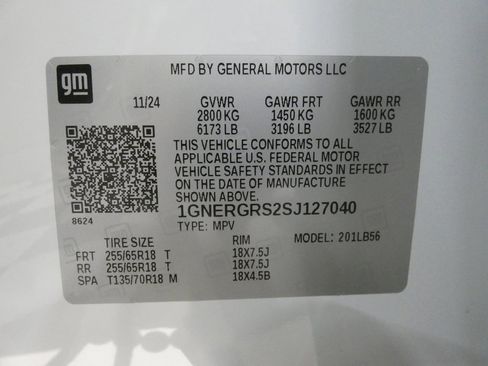 gm
MFD BY GENERAL MOTORS LLC
11/24 GVWR GAWR FRT GAWR RR
2800 KG 1450 KG 1600 KG
6173 LB 3196 LB 3527 LB
THIS VEHICLE CONFORMS TO ALL
APPLICABLE U.S. FEDERAL MOTOR
VEHICLE SAFETY STANDARDS IN EFFECT
ON THE DATE OF MANUFACTURE
SHOWN ABOVE.
8624 1GNERGRS2SJ127040
TYPE: MPV MODEL: 201LB56
TIRE SIZE RIM
FRT 255/65R18 T 18X7.5J
RR 255/65R18 T 18X7.5J
SPA T135/70R18 M 18X4.5B